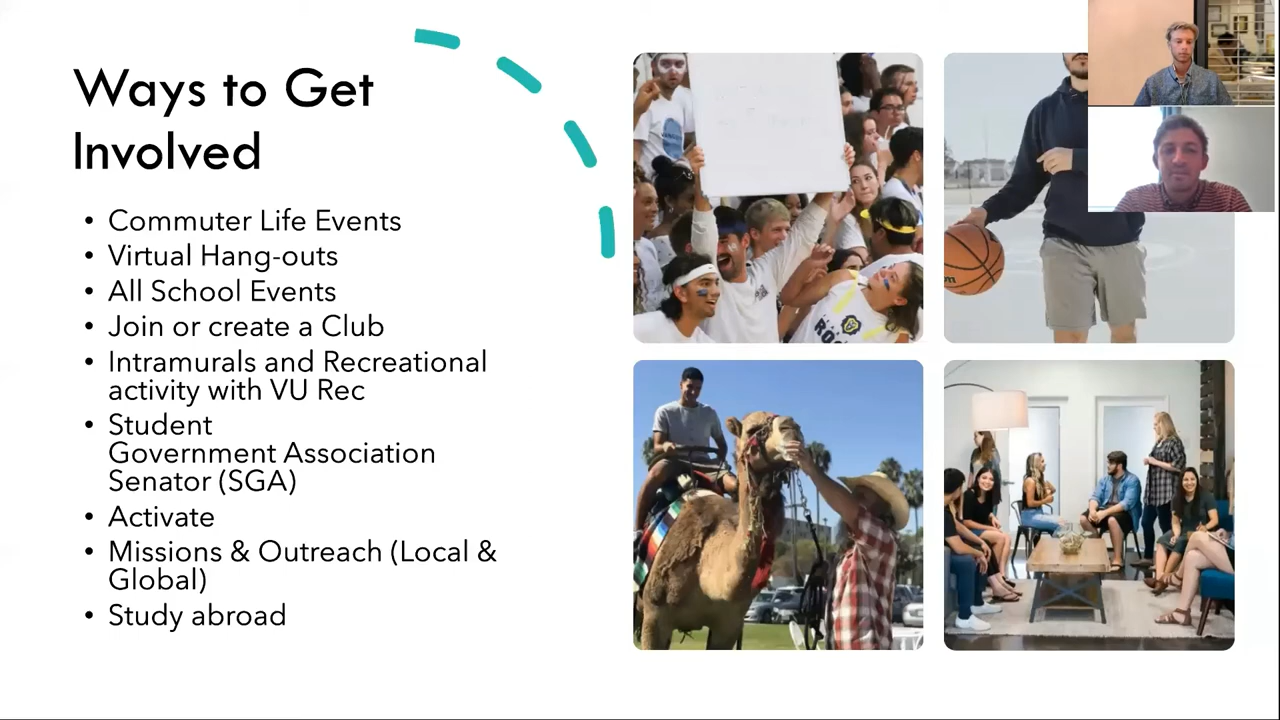 Ways to Get
Involved
• Commuter Life Events
• Virtual Hang-outs
• All School Events
• Join or create a Club
• Intramurals and Recreational
activity with VU Rec
• Student
Government Association
Senator (SGA)
• Activate
• Missions & Outreach (Local &
Global)
• Study abroad